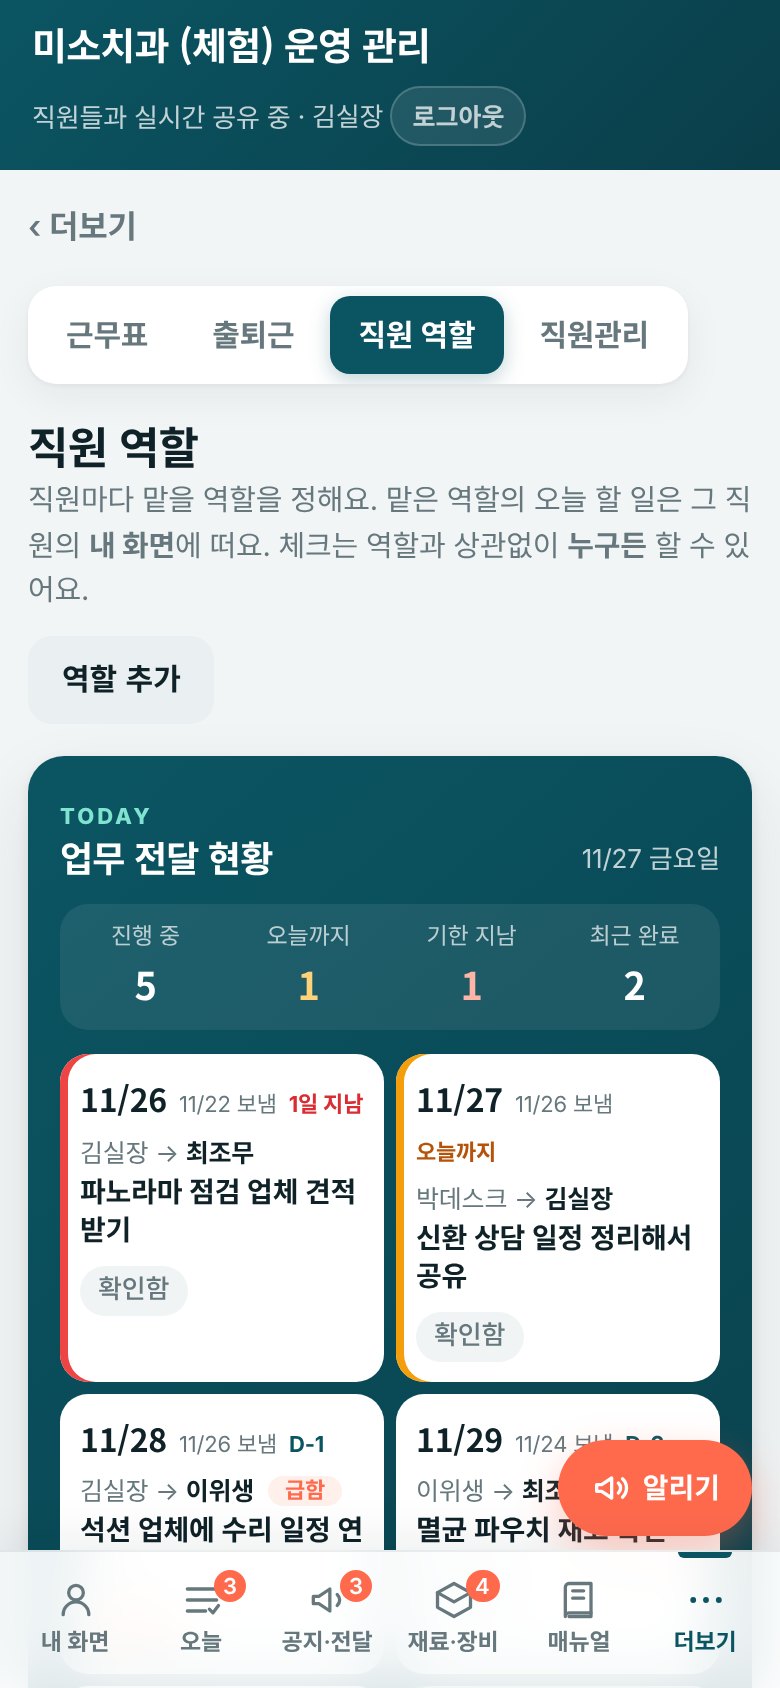 미소치과 (체험) 운영 관리
직원들과 실시간 공유 중 · 김실장 로그아웃
‹ 더보기
근무표 출퇴근 직원 역할 직원관리
직원 역할
직원마다 맡을 역할을 정해요. 맡은 역할의 오늘 할 일은 그 직
원의 내 화면에 떠요. 체크는 역할과 상관없이 누구든 할 수 있
어요.
역할 추가
TODAY
업무 전달 현황 11/27 금요일
진행 중 오늘까지 기한 지남 최근 완료
5 1 1 2
11/26 11/22 보냄 1일 지남
김실장 → 최조무
파노라마 점검 업체 견적
받기
확인함
11/27 11/26 보냄
오늘까지
박데스크 → 김실장
신환 상담 일정 정리해서
공유
확인함
11/28 11/26 보냄 D-1
김실장 → 이위생 급함
석션 업체에 수리 일정 연
11/29 11/24
이위생 →
멸균 파우치
알리기
3 3 4
내 화면 오늘 공지·전달 재료·장비 매뉴얼 더보기